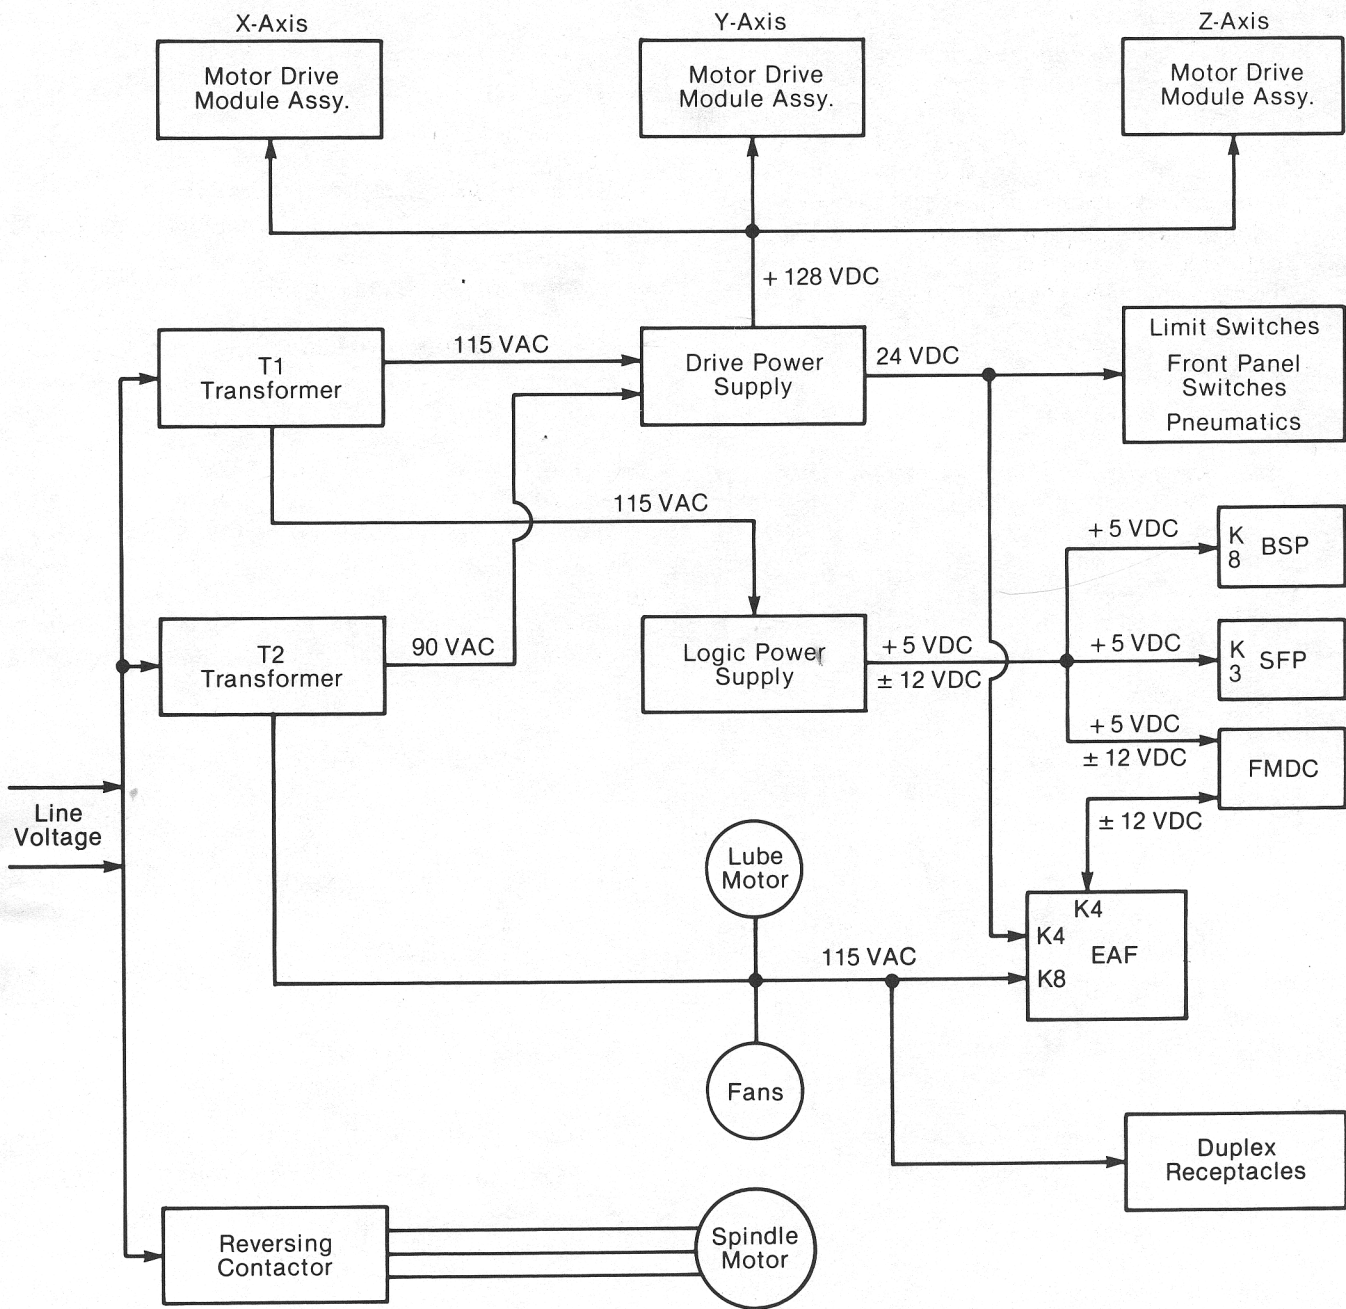 X-Axis
Y-Axis
Z-Axis
Motor Drive
Module Assy.
Motor Drive
Module Assy.
Motor Drive
Module Assy.
+ 128 VDC
T1
Transformer
115 VAC
Drive Power
Supply
24 VDC
Limit Switches
Front Panel
Switches
Pneumatics
115 VAC
+ 5 VDC
K
8
BSP
T2
Transformer
90 VAC
Logic Power
Supply
+ 5 VDC
± 12 VDC
+ 5 VDC
K
3
SFP
+ 5 VDC
± 12 VDC
FMDC
Line
Voltage
± 12 VDC
Lube
Motor
K4
K4
EAF
K8
115 VAC
Fans
Duplex
Receptacles
Reversing
Contactor
Spindle
Motor